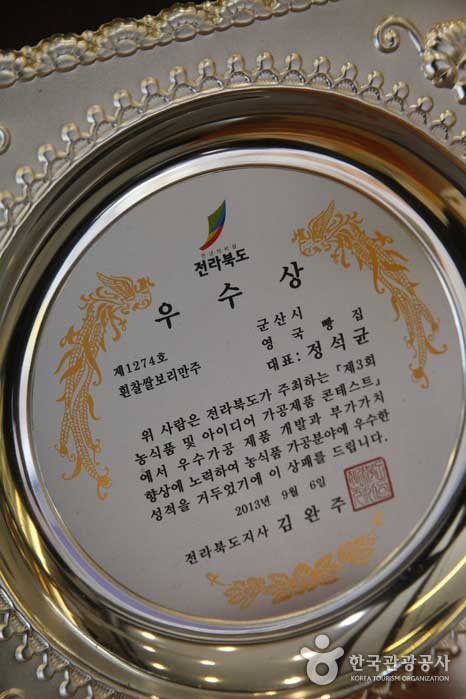 전라북도
우수상
제1274호
흰찰쌀보리만주
군산시
영국빵집
대표: 정석균
위 사람은 전라북도가 주최하는 「제3회
농식품 및 아이디어 가공제품 콘테스트」
에서 우수가공 제품 개발과 부가가치
향상에 노력하여 농식품 가공분야에 우수한
성적을 거두었기에 이 상패를 드립니다.
2013년 9월 6일
전라북도지사 김완주
한국관광공사
KOREA TOURISM ORGANIZATION